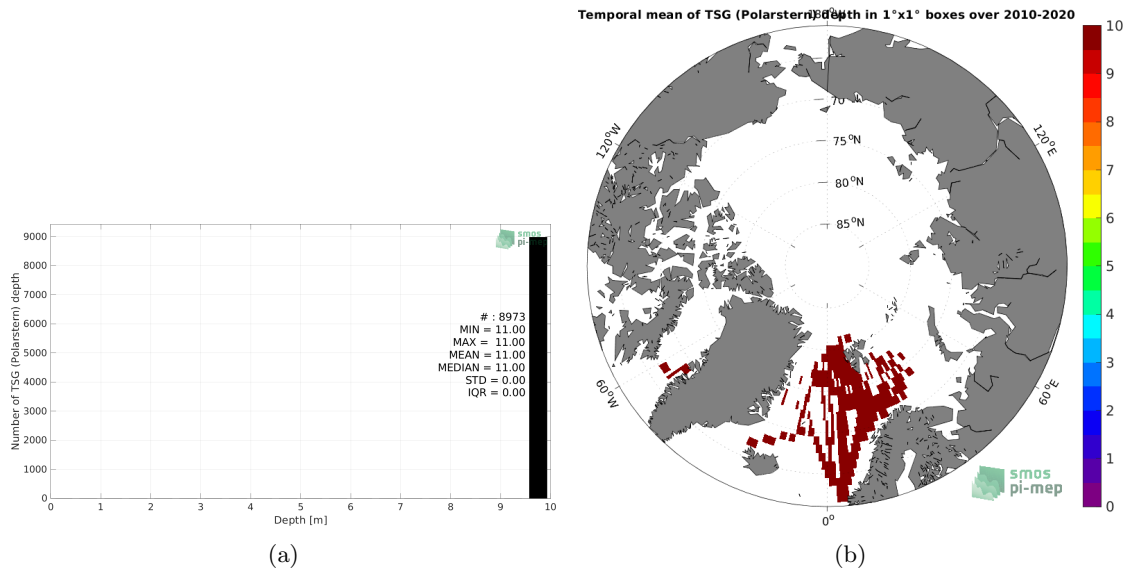 Temporal mean of TSG (Polarstern) depth in 1°x1° boxes over 2010-2020
180°W
70
75°N
80°N
85°N
120°W
120°E
60°W
60°E
0°
10
9
8
7
6
5
4
3
2
1
0
smos
pi-mep
Number of TSG (Polarstern) depth
9000
8000
7000
6000
5000
4000
3000
2000
1000
0
smos
pi-mep
# : 8973
MIN = 11.00
MAX = 11.00
MEAN = 11.00
MEDIAN = 11.00
STD = 0.00
IQR = 0.00
0 1 2 3 4 5 6 7 8 9 10
Depth [m]
(a)
(b)